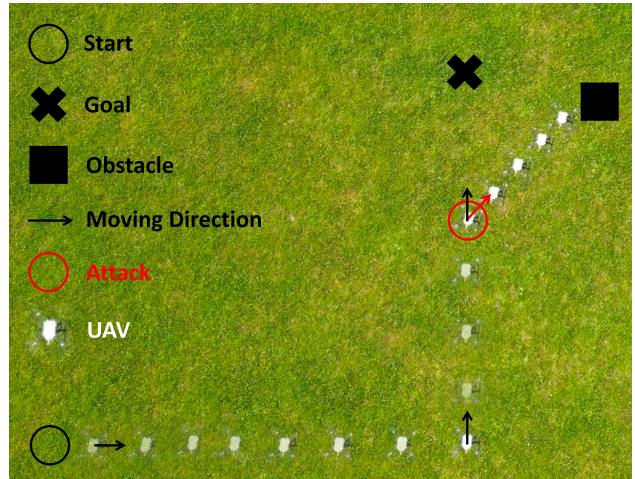 Start
Goal
Obstacle
Moving Direction
Attack
UAV